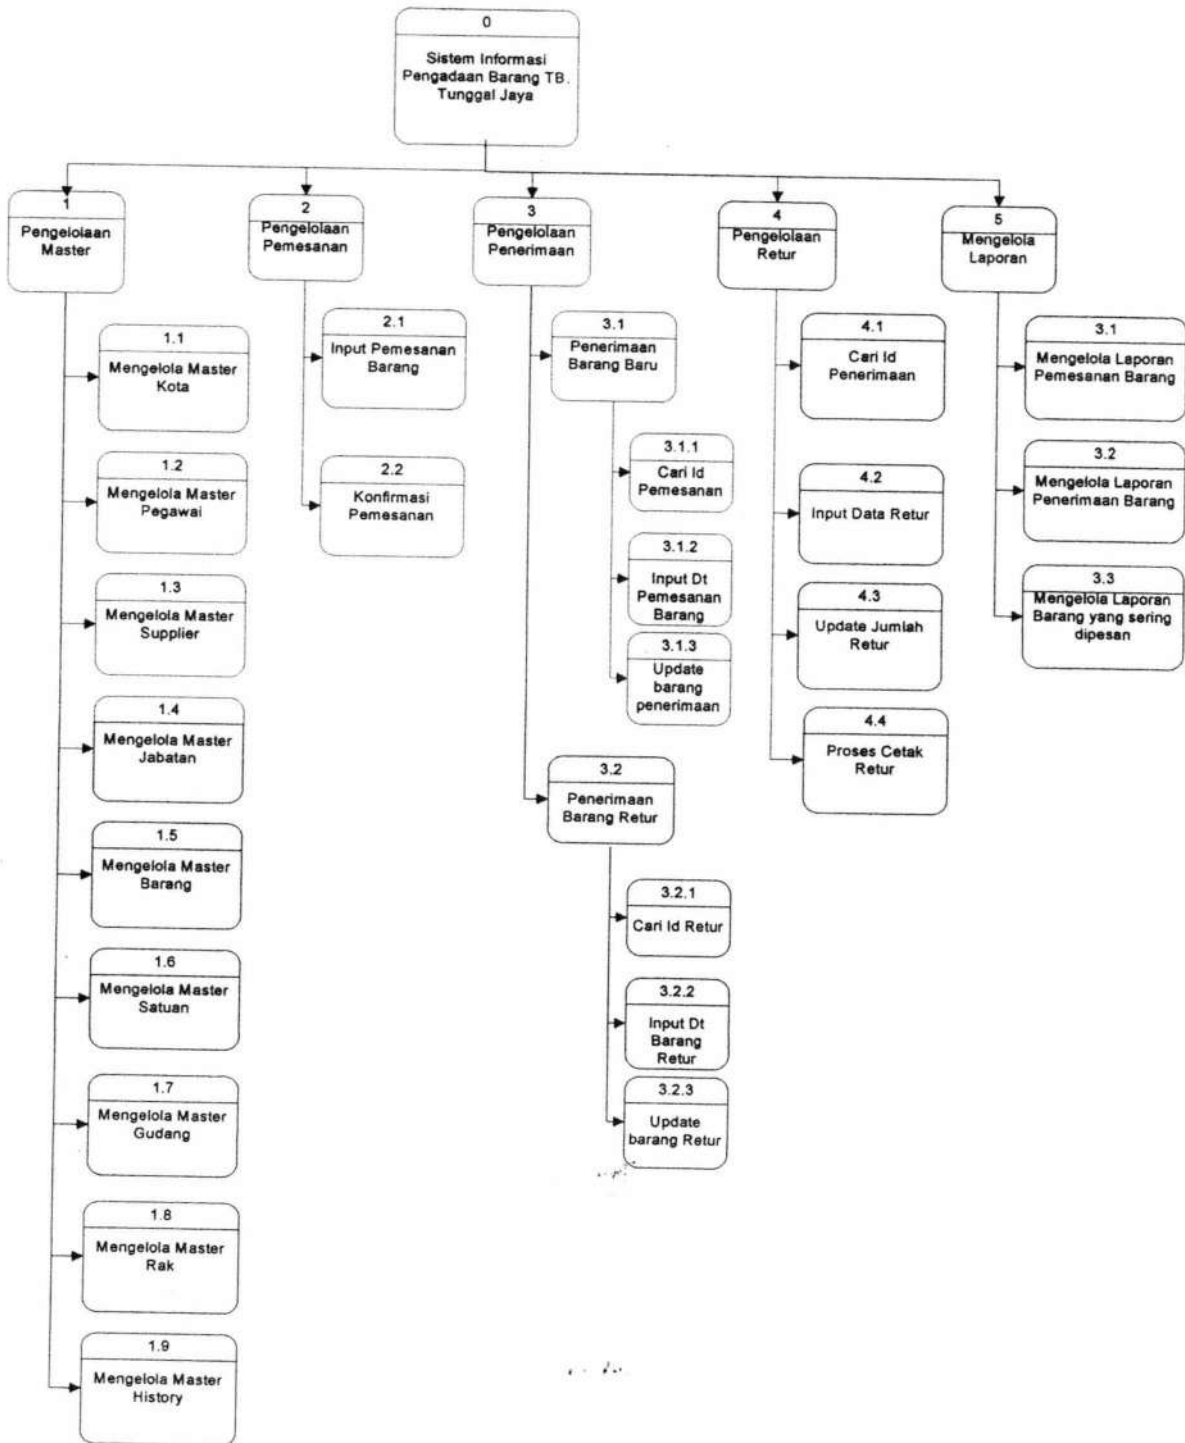 0
Sistem Informasi
Pengadaan Barang TB.
Tunggal Jaya
1
Pengelolaan
Master
2
Pengelolaan
Pemesanan
3
Pengelolaan
Penerimaan
4
Pengelolaan
Retur
5
Mengelola
Laporan
1.1
Mengelola Master
Kota
1.2
Mengelola Master
Pegawai
1.3
Mengelola Master
Supplier
1.4
Mengelola Master
Jabatan
1.5
Mengelola Master
Barang
1.6
Mengelola Master
Satuan
1.7
Mengelola Master
Gudang
1.8
Mengelola Master
Rak
1.9
Mengelola Master
History
2.1
Input Pemesanan
Barang
2.2
Konfirmasi
Pemesanan
3.1
Penerimaan
Barang Baru
3.1.1
Cari Id
Pemesanan
3.1.2
Input Dt
Pemesanan
Barang
3.1.3
Update
barang
penerimaan
3.2
Penerimaan
Barang Retur
3.2.1
Cari Id Retur
3.2.2
Input Dt
Barang
Retur
3.2.3
Update
barang Retur
4.1
Cari Id
Penerimaan
4.2
Input Data Retur
4.3
Update Jumlah
Retur
4.4
Proses Cetak
Retur
3.1
Mengelola Laporan
Pemesanan Barang
3.2
Mengelola Laporan
Penerimaan Barang
3.3
Mengelola Laporan
Barang yang sering
dipesan